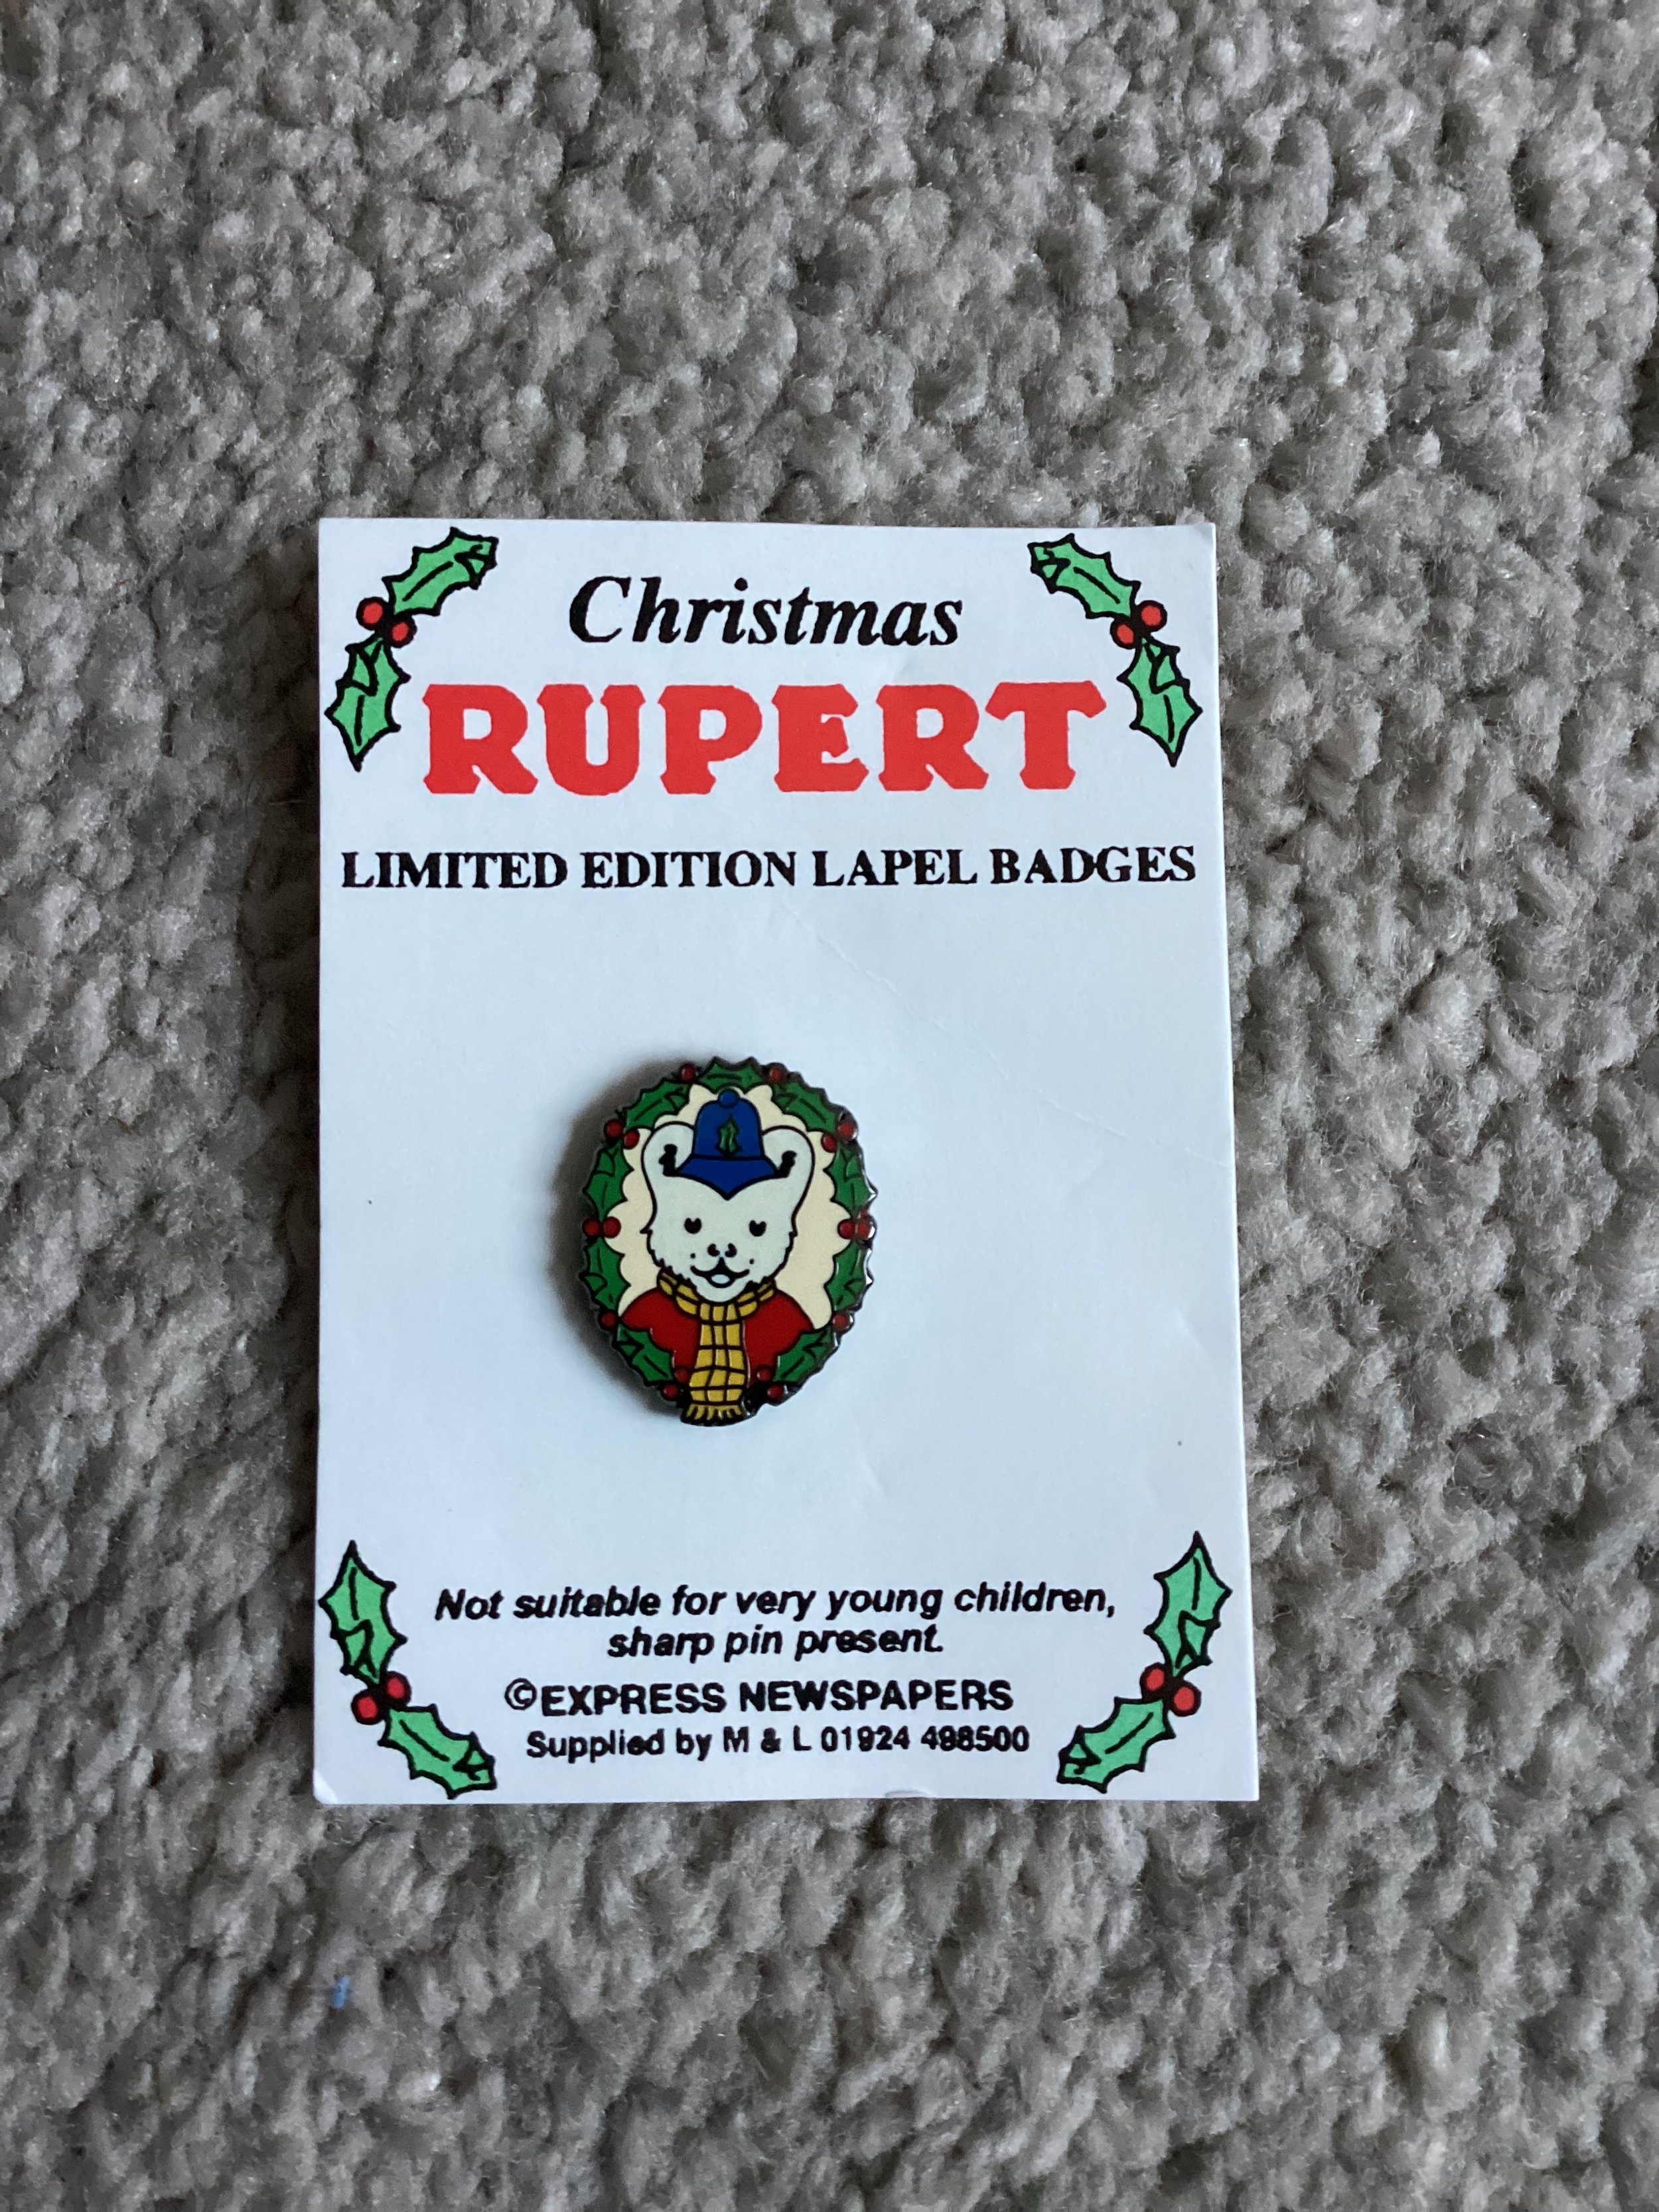 Christmas
RUPERT
LIMITED EDITION LAPEL BADGES
Not suitable for very young children,
sharp pin present.
©EXPRESS NEWSPAPERS
Supplied by M & L 01924 498500